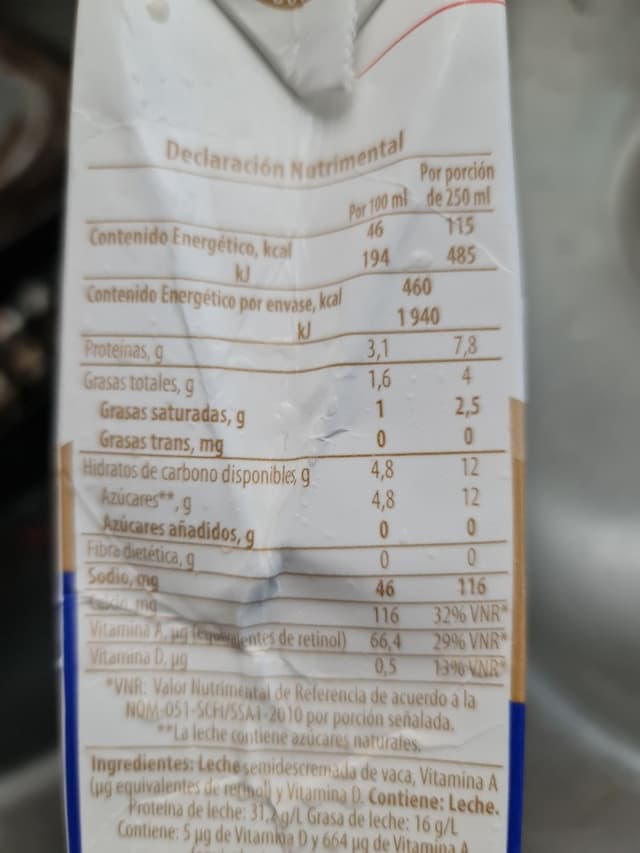 Declaración Nutrimental
Por 100 ml Por porción de 250 ml
Contenido Energético, kcal 46 115
kJ 194 485
Contenido Energético por envase, kcal 460
kJ 1 940
Proteínas, g 3,1 7,8
Grasas totales, g 1,6 4
Grasas saturadas, g 1 2,5
Grasas trans, mg 0 0
Hidratos de carbono disponibles g 4,8 12
Azúcares**, g 4,8 12
Azúcares añadidos, g 0 0
Fibra dietética, g 0 0
Sodio, mg 46 116
Calcio, mg 116 32% VNR*
Vitamina A, µg (equivalentes de retinol) 66,4 29% VNR*
Vitamina D, µg 0,5 13% VNR*
*VNR: Valor Nutrimental de Referencia de acuerdo a la
NOM-051-SCFI/SSA1-2010 por porción señalada.
**La leche contiene azúcares naturales.
Ingredientes: Leche semidescremada de vaca, Vitamina A
(µg equivalentes de retinol) y Vitamina D. Contiene: Leche.
Proteína de leche: g/L Grasa de leche: 16 g/L
Contiene: 5 µg de Vitamina D y 664 µg de Vitamina A